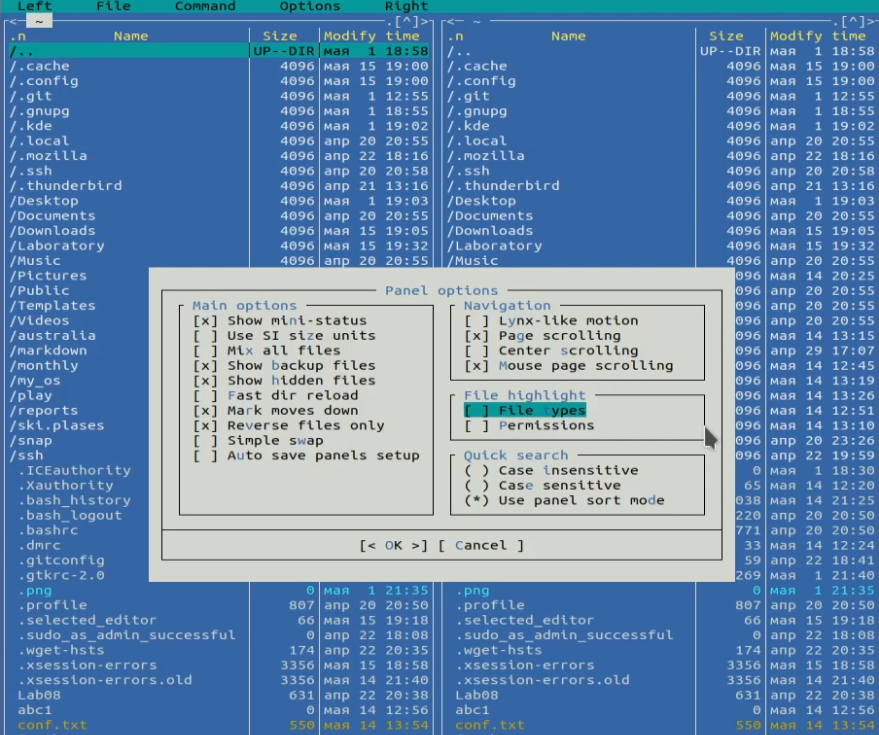 Left File Command Options Right
<─ ~ .[^]>
.n Name Size Modify time
/.. UP--DIR мая 1 18:58
/.cache 4096 мая 15 19:00
/.config 4096 мая 15 19:00
/.git 4096 мая 1 12:55
/.gnupg 4096 мая 1 18:55
/.kde 4096 мая 1 19:02
/.local 4096 апр 20 20:55
/.mozilla 4096 апр 22 18:16
/.ssh 4096 апр 20 20:58
/.thunderbird 4096 апр 21 13:16
/Desktop 4096 мая 1 19:03
/Documents 4096 апр 20 20:55
/Downloads 4096 мая 15 19:05
/Laboratory 4096 мая 15 19:32
/Music 4096 апр 20 20:55
/Pictures
/Public
/Templates
/Videos
/australia
/markdown
/monthly
/my_os
/play
/reports
/ski.plases
/snap
/ssh
.ICEauthority
.Xauthority
.bash_history
.bash_logout
.bashrc
.dmrc
.gitconfig
.gtkrc-2.0
.png 0 мая 1 21:35
.profile 807 апр 20 20:50
.selected_editor 66 мая 15 19:18
.sudo_as_admin_successful 0 апр 22 18:08
.wget-hsts 174 апр 22 20:35
.xsession-errors 3356 мая 15 18:58
.xsession-errors.old 3356 мая 14 21:40
Lab08 631 апр 22 20:38
abc1 0 мая 14 12:56
conf.txt 550 мая 14 13:54
Panel options
Main options
[x] Show mini-status
[ ] Use SI size units
[ ] Mix all files
[x] Show backup files
[x] Show hidden files
[ ] Fast dir reload
[x] Mark moves down
[x] Reverse files only
[ ] Simple swap
[ ] Auto save panels setup
Navigation
[ ] Lynx-like motion
[x] Page scrolling
[ ] Center scrolling
[x] Mouse page scrolling
File highlight
[ ] File types
[ ] Permissions
Quick search
( ) Case insensitive
( ) Case sensitive
(*) Use panel sort mode
[< OK >] [ Cancel ]
<─ ~ .[^]>
.n Name Size Modify time
/.. UP--DIR мая 1 18:58
/.cache 4096 мая 15 19:00
/.config 4096 мая 15 19:00
/.git 4096 мая 1 12:55
/.gnupg 4096 мая 1 18:55
/.kde 4096 мая 1 19:02
/.local 4096 апр 20 20:55
/.mozilla 4096 апр 22 18:16
/.ssh 4096 апр 20 20:58
/.thunderbird 4096 апр 21 13:16
/Desktop 4096 мая 1 19:03
/Documents 4096 апр 20 20:55
/Downloads 4096 мая 15 19:05
/Laboratory 4096 мая 15 19:32
/Music 4096 апр 20 20:55
096 мая 14 20:25
096 апр 20 20:55
096 апр 20 20:55
096 апр 20 20:55
096 мая 14 13:15
096 апр 29 17:07
096 мая 14 12:45
096 мая 14 13:19
096 мая 14 13:26
096 мая 14 12:51
096 мая 14 13:10
096 апр 20 23:26
096 апр 22 19:59
0 мая 1 18:30
65 мая 14 12:20
038 мая 14 21:25
220 апр 20 20:50
771 апр 20 20:50
33 мая 14 12:24
59 апр 22 18:41
269 мая 1 21:40
.png 0 мая 1 21:35
.profile 807 апр 20 20:50
.selected_editor 66 мая 15 19:18
.sudo_as_admin_successful 0 апр 22 18:08
.wget-hsts 174 апр 22 20:35
.xsession-errors 3356 мая 15 18:58
.xsession-errors.old 3356 мая 14 21:40
Lab08 631 апр 22 20:38
abc1 0 мая 14 12:56
conf.txt 550 мая 14 13:54